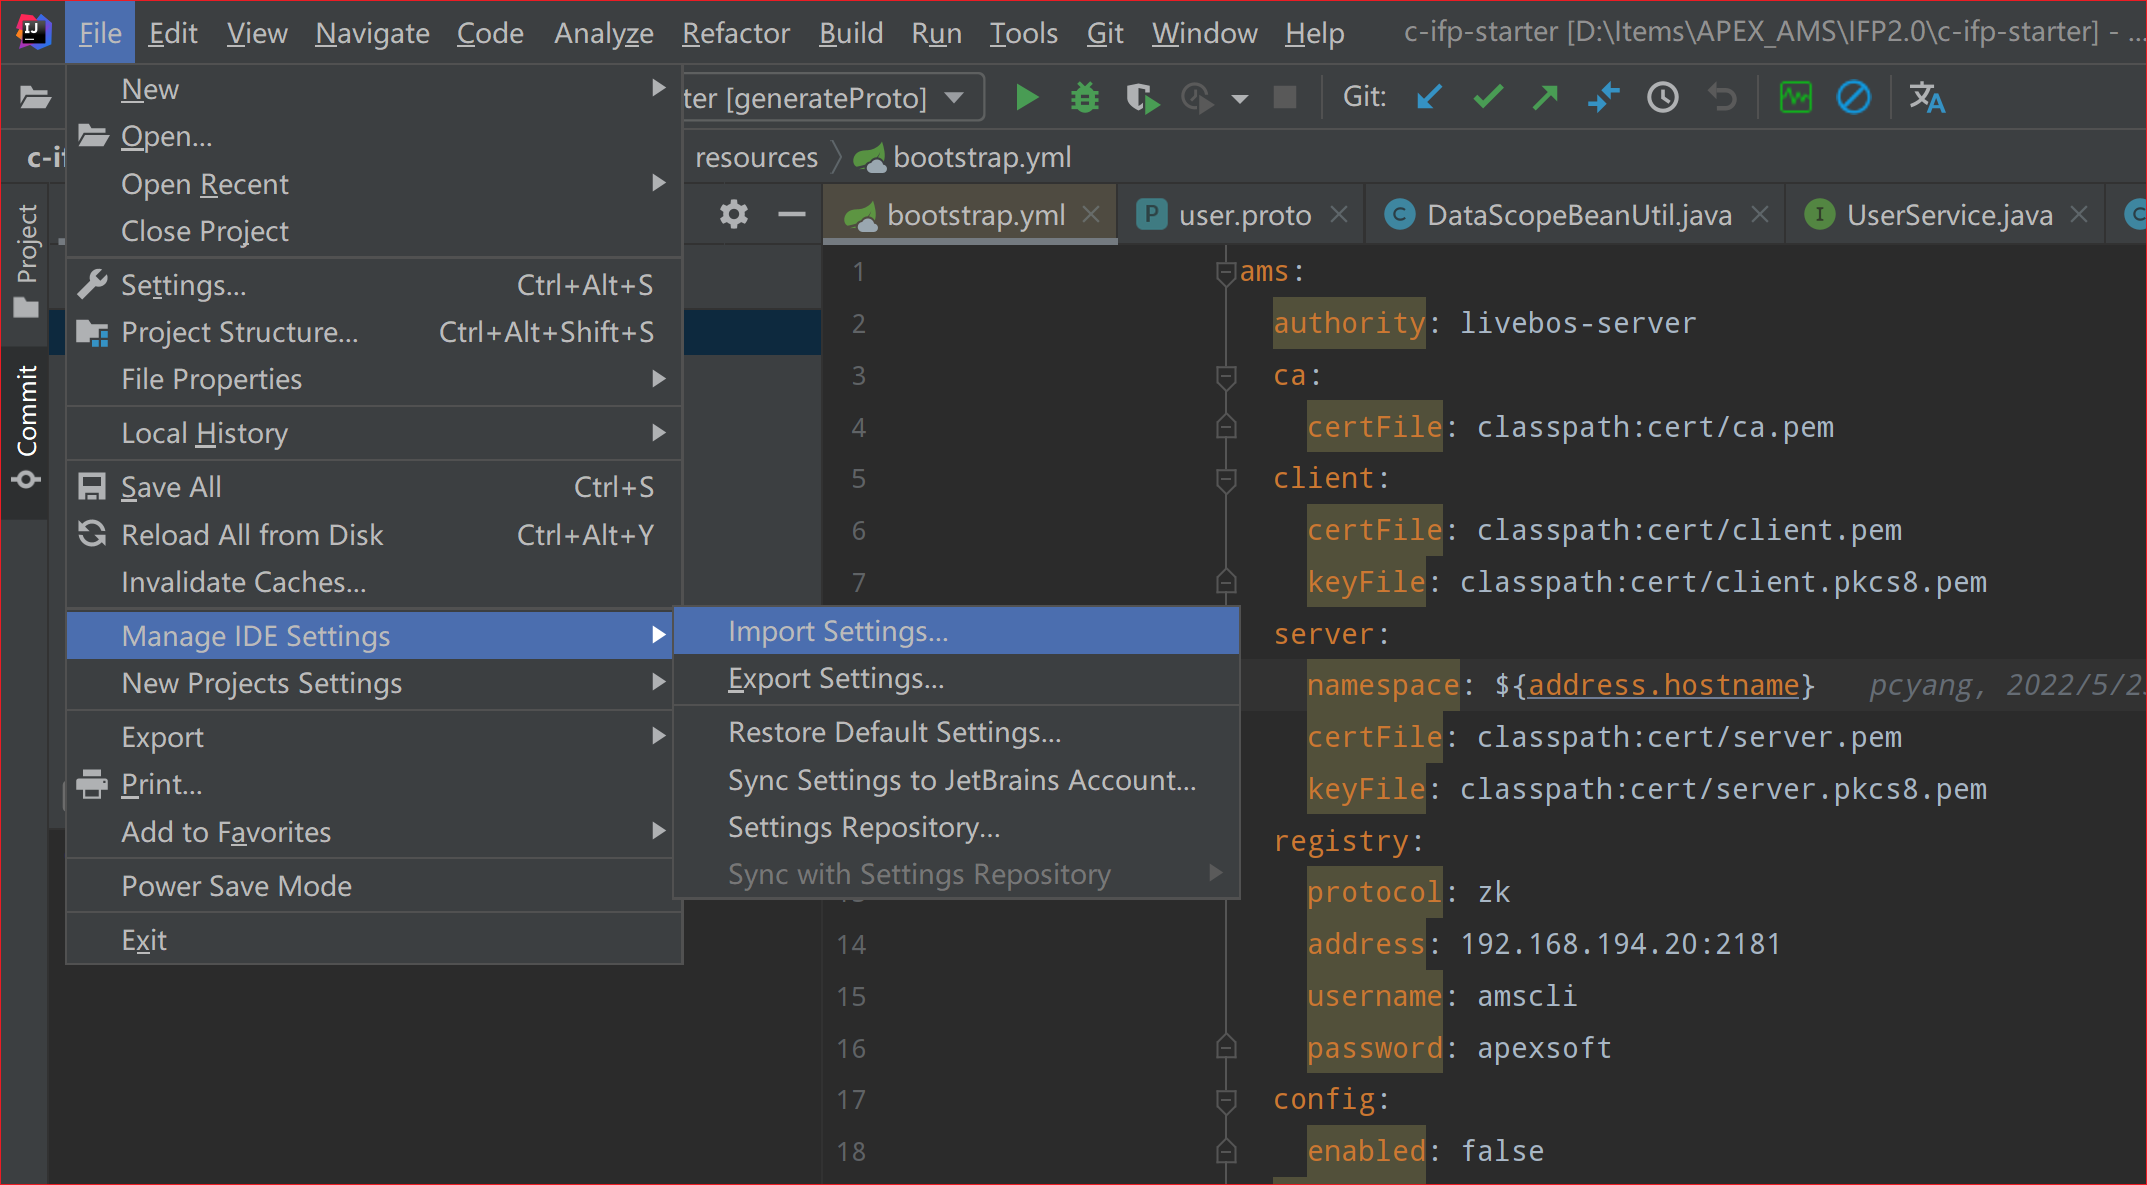 File Edit View Navigate Code Analyze Refactor Build Run Tools Git Window Help c-ifp-starter [D:\Items\APEX_AMS\IFP2.0\c-ifp-starter] - ...
ter [generateProto] Git:
resources bootstrap.yml
bootstrap.yml user.proto DataScopeBeanUtil.java UserService.java
Project
Commit
New
Open...
Open Recent
Close Project
Settings... Ctrl+Alt+S
Project Structure... Ctrl+Alt+Shift+S
File Properties
Local History
Save All Ctrl+S
Reload All from Disk Ctrl+Alt+Y
Invalidate Caches...
Manage IDE Settings
New Projects Settings
Export
Print...
Add to Favorites
Power Save Mode
Exit
Import Settings...
Export Settings...
Restore Default Settings...
Sync Settings to JetBrains Account...
Settings Repository...
Sync with Settings Repository
1 ams:
2 authority: livebos-server
3 ca:
4 certFile: classpath:cert/ca.pem
5 client:
6 certFile: classpath:cert/client.pem
7 keyFile: classpath:cert/client.pkcs8.pem
server:
namespace: ${address.hostname} pcyang, 2022/5/2
certFile: classpath:cert/server.pem
keyFile: classpath:cert/server.pkcs8.pem
registry:
protocol: zk
14 address: 192.168.194.20:2181
15 username: amscli
16 password: apexsoft
17 config:
18 enabled: false